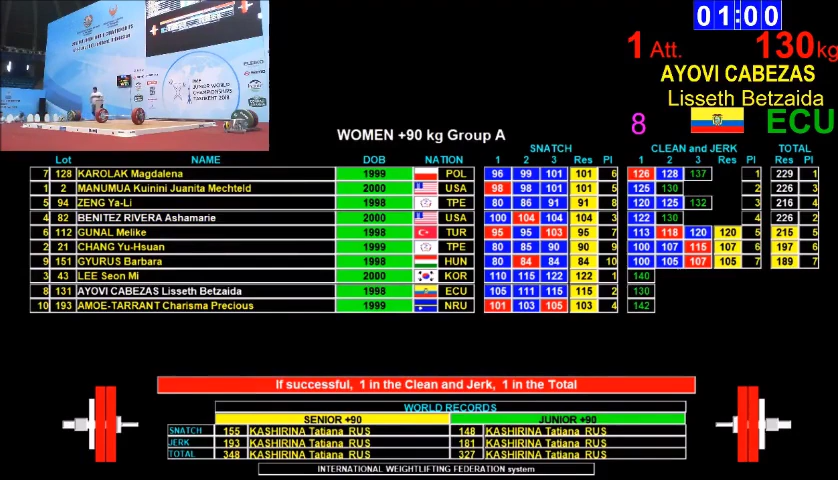 01:00
1 Att. 130kg
AYOVI CABEZAS
Lisseth Betzaida
8 ECU
JUNIOR WORLD
CHAMPIONSHIPS
TASHKENT 2018
WOMEN +90 kg Group A
SNATCH CLEAN and JERK TOTAL
Lot NAME DOB NATION 1 2 3 Res Pl 1 2 3 Res Pl Res Pl
7 128 KAROLAK Magdalena 1999 POL 96 99 101 101 6 126 128 137 1 229 1
1 2 MANUMUA Kuinini Juanita Mechteld 2000 USA 98 98 101 101 5 125 130 2 226 3
5 94 ZENG Ya-Li 1999 TPE 80 86 91 91 8 120 125 132 3 216 4
4 82 BENITEZ RIVERA Ashamarie 2000 USA 100 104 104 104 3 122 130 4 226 2
6 112 GUNAL Melike 1998 TUR 95 95 103 95 7 113 118 120 120 5 215 5
2 21 CHANG Yu-Hsuan 1998 TPE 80 85 90 90 9 100 107 115 107 6 197 6
9 151 GYURUS Barbara 1998 HUN 80 84 84 84 10 100 105 107 105 7 189 7
3 43 LEE Seon Mi 2000 KOR 110 115 122 122 1 140
8 131 AYOVI CABEZAS Lisseth Betzaida 1998 ECU 105 111 115 115 2 130
10 193 AMOE-TARRANT Charisma Precious 1999 NRU 101 103 105 103 4 142
If successful, 1 in the Clean and Jerk, 1 in the Total
WORLD RECORDS
SENIOR +90 JUNIOR +90
SNATCH 155 KASHIRINA Tatiana RUS 148 KASHIRINA Tatiana RUS
JERK 193 KASHIRINA Tatiana RUS 181 KASHIRINA Tatiana RUS
TOTAL 348 KASHIRINA Tatiana RUS 327 KASHIRINA Tatiana RUS
INTERNATIONAL WEIGHTLIFTING FEDERATION system